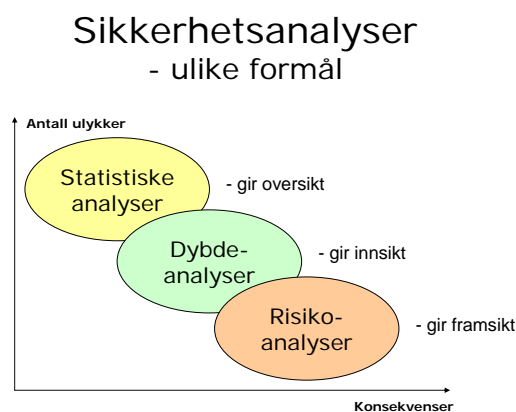 Sikkerhetsanalyser
- ulike formål
Antall ulykker
Statistiske
analyser
- gir oversikt
Dybde-
analyser
- gir innsikt
Risiko-
analyser
- gir framsikt
Konsekvenser